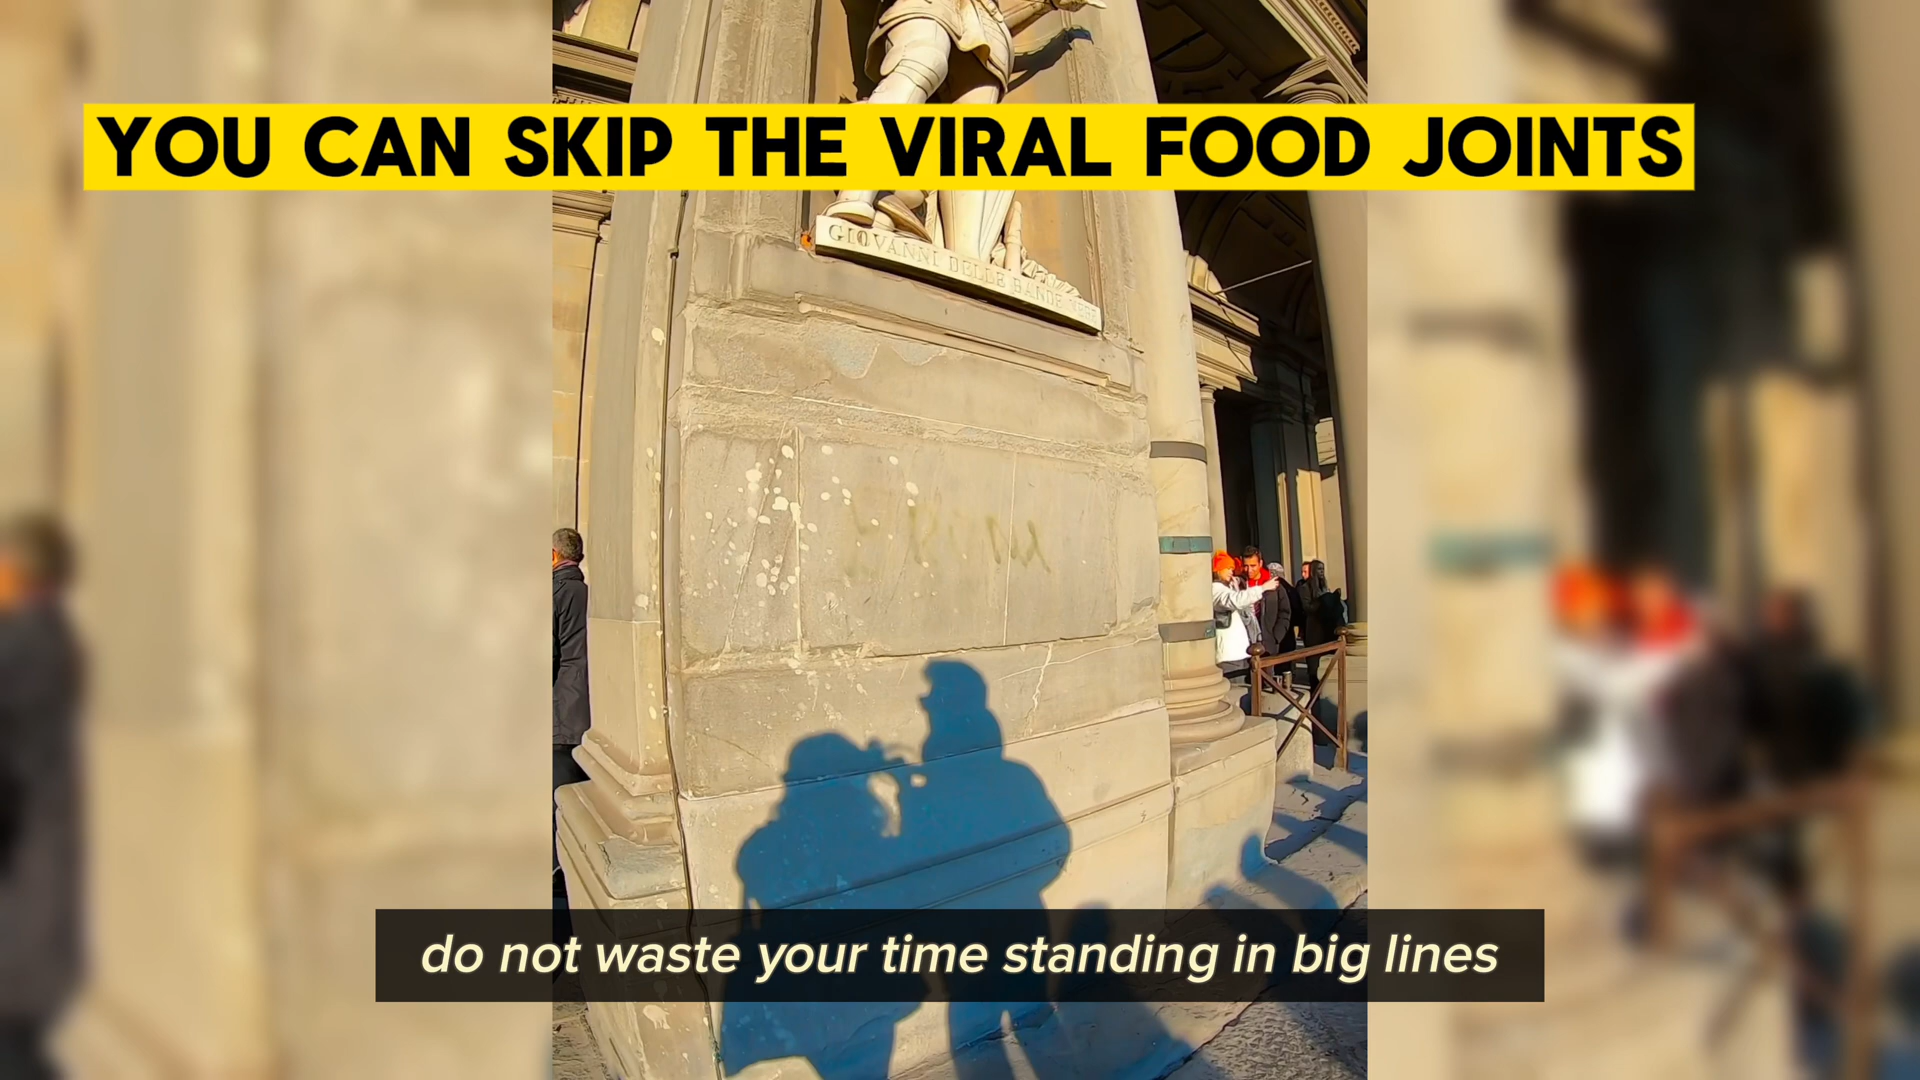 YOU CAN SKIP THE VIRAL FOOD JOINTS
GIOVANNI DELLE BANDE
do not waste your time standing in big lines